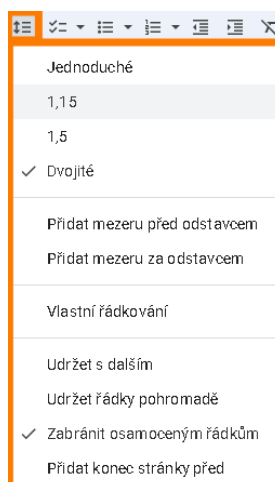 Jednoduché
1,15
1,5
Dvojité
Přidat mezeru před odstavcem
Přidat mezeru za odstavcem
Vlastní řádkování
Udržet s dalším
Udržet řádky pohromadě
Zabránit osamoceným řádkům
Přidat konec stránky před